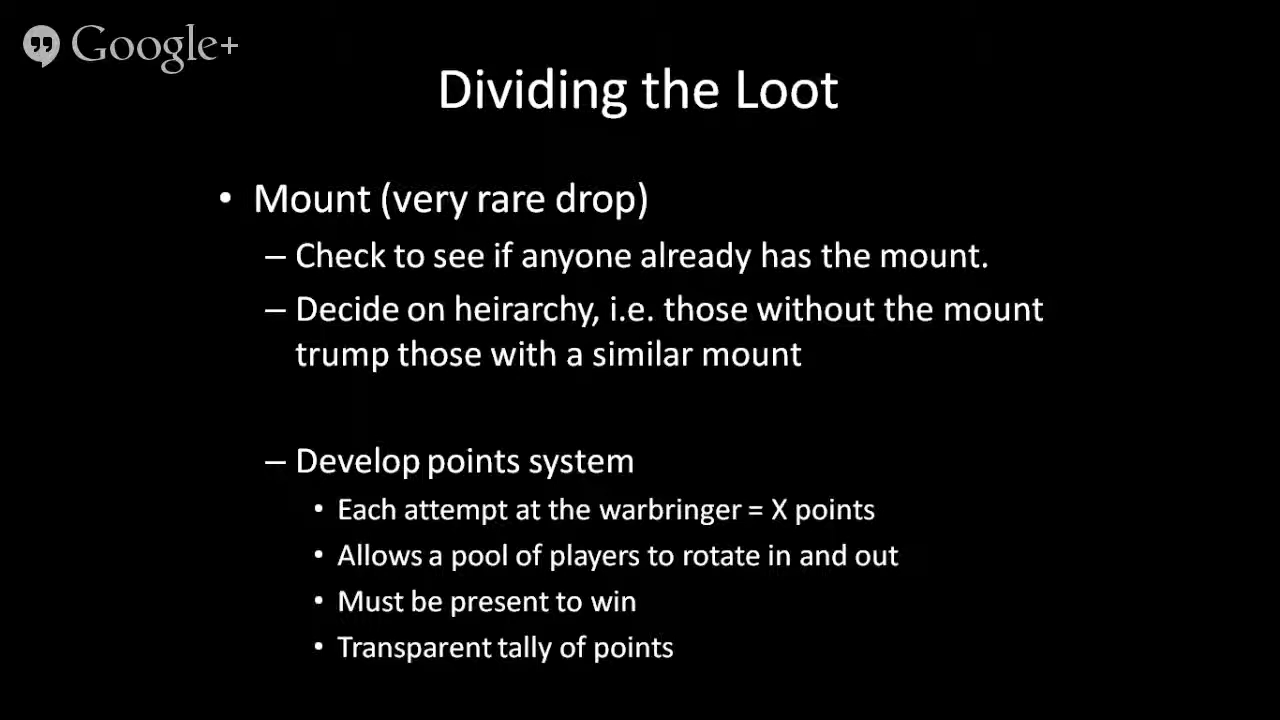 Google+
Dividing the Loot
• Mount (very rare drop)
– Check to see if anyone already has the mount.
– Decide on heirarchy, i.e. those without the mount
trump those with a similar mount
– Develop points system
• Each attempt at the warbringer = X points
• Allows a pool of players to rotate in and out
• Must be present to win
• Transparent tally of points